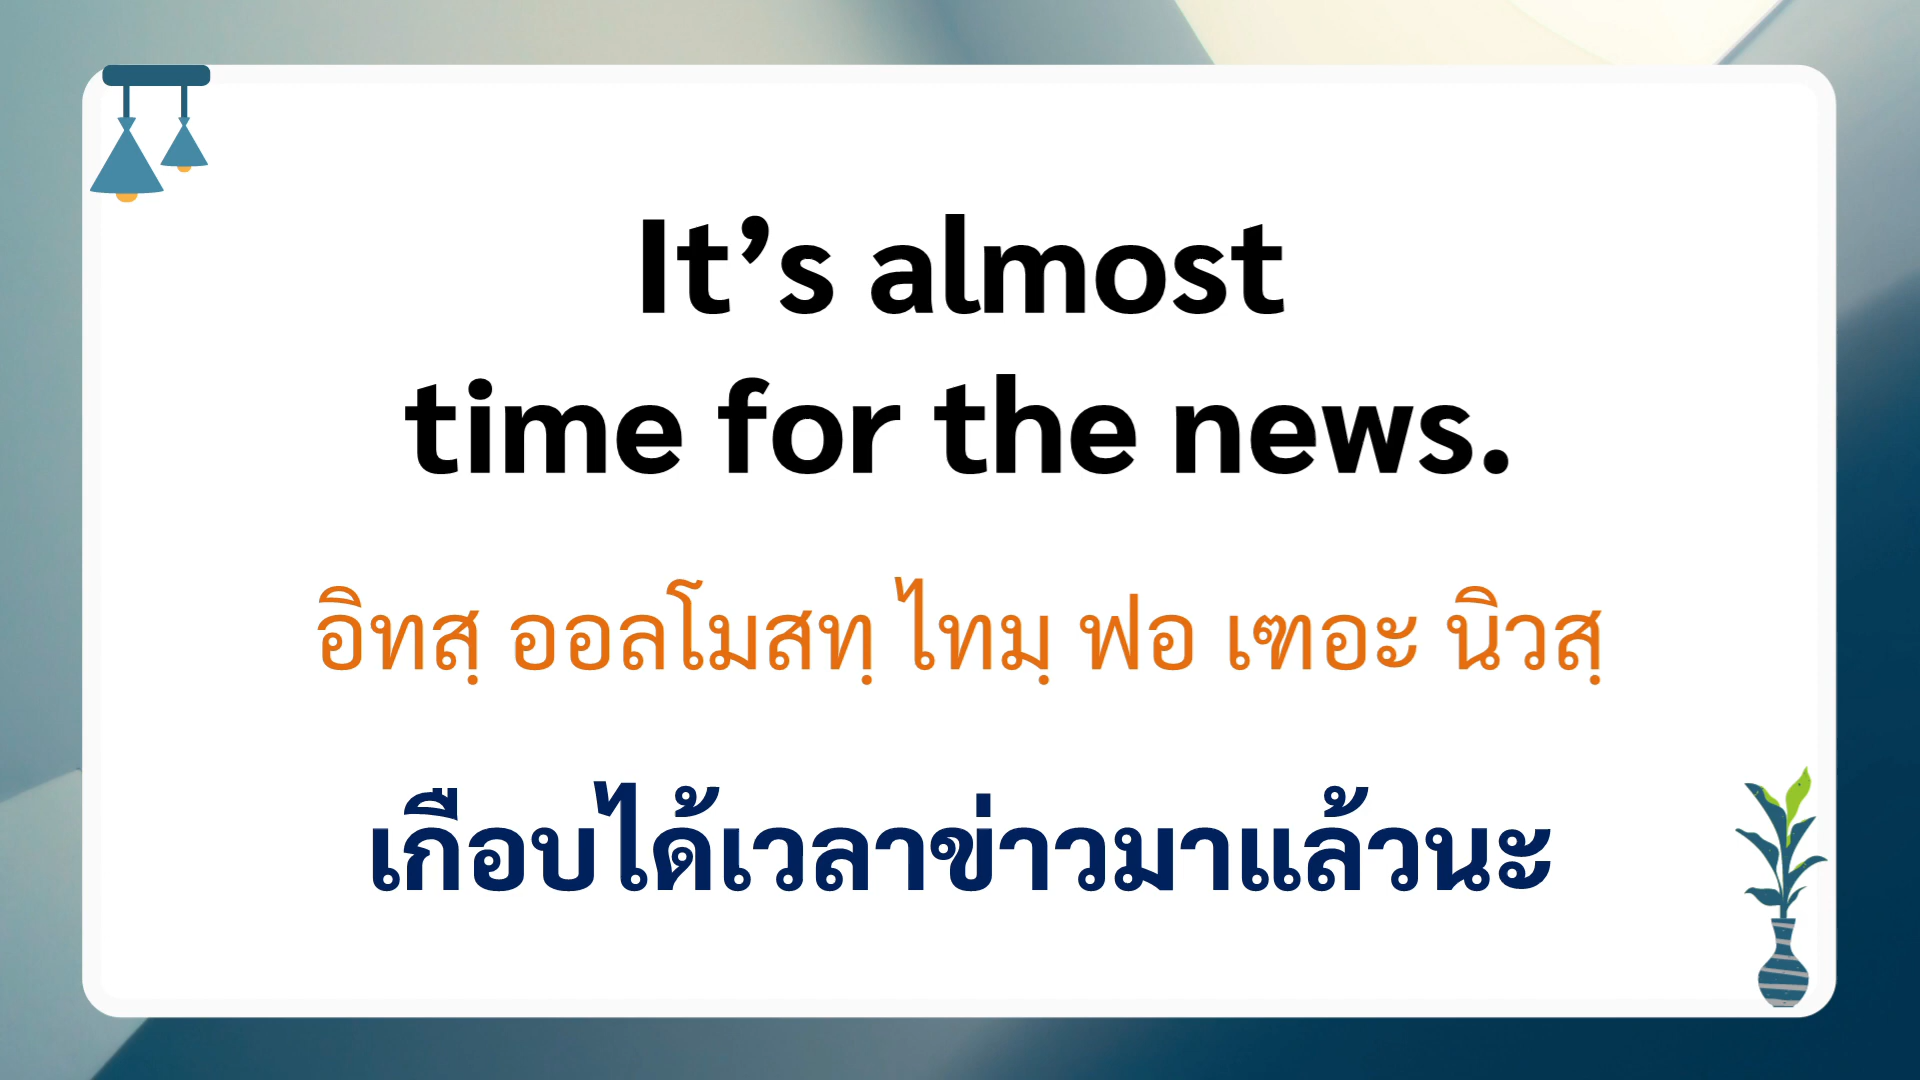 It’s almost
time for the news.
อิทสฺ ออลโมสทฺ ไทมฺ ฟอ เฑอะ นิวสฺ
เกือบได้เวลาข่าวมาแล้วนะ